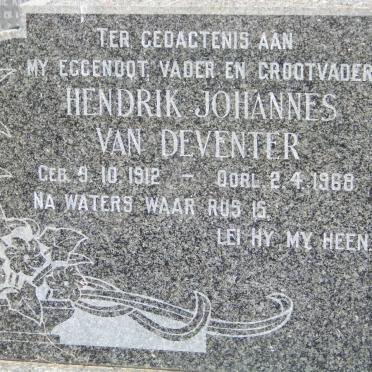 TER GEDAGTENIS AAN
MY EGGENOOT, VADER EN GROOTVADER
HENDRIK JOHANNES
VAN DEVENTER
GEB. 9.10.1912 — OORL. 2.4.1968
NA WATERS WAAR RUS IS,
LEI HY MY HEEN